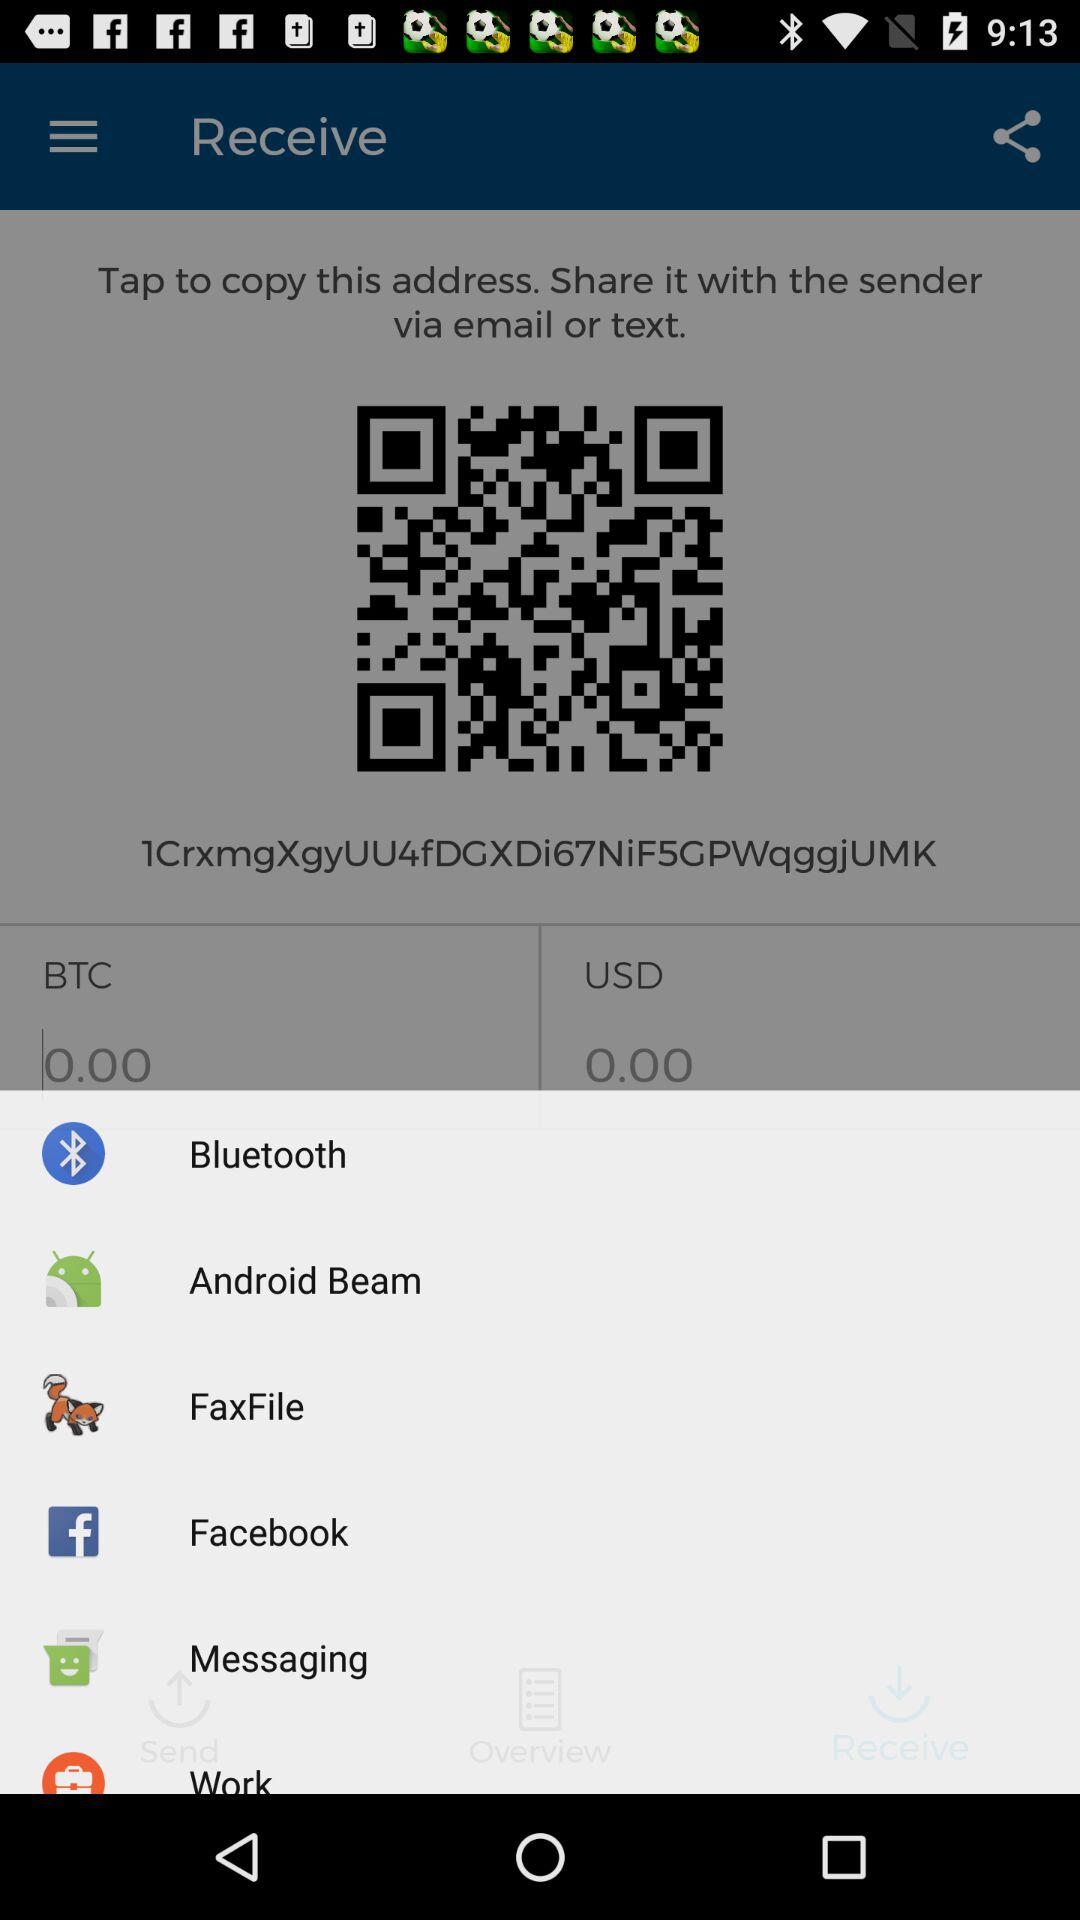 9:13
Receive
Tap to copy this address. Share it with the sender
via email or text.
1CrxmgXgyUU4fDGXDi67NiF5GPWqggjUMK
BTC
USD
0.00
0.00
Bluetooth
Android Beam
FaxFile
Facebook
Messaging
Send
Overview
Receive
Work